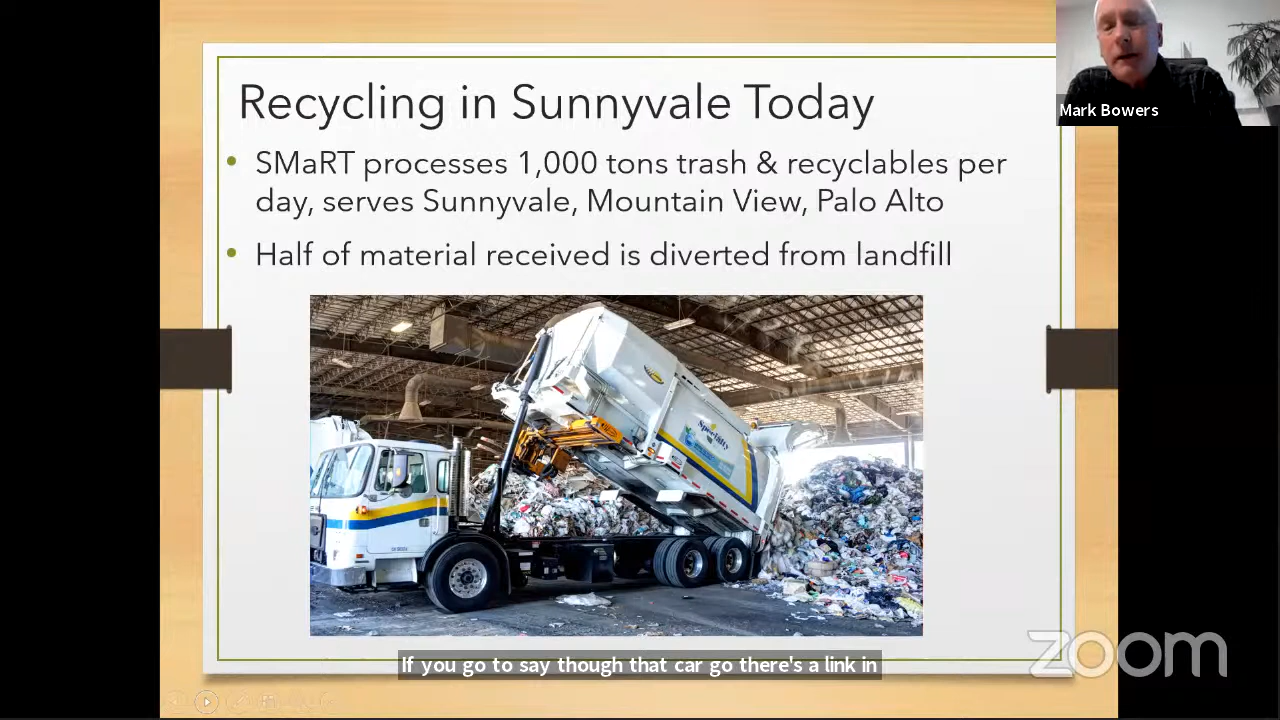 Recycling in Sunnyvale Today
Mark Bowers
• SMaRT processes 1,000 tons trash & recyclables per
day, serves Sunnyvale, Mountain View, Palo Alto
• Half of material received is diverted from landfill
Specialty
zoom
If you go to say though that car go there's a link in